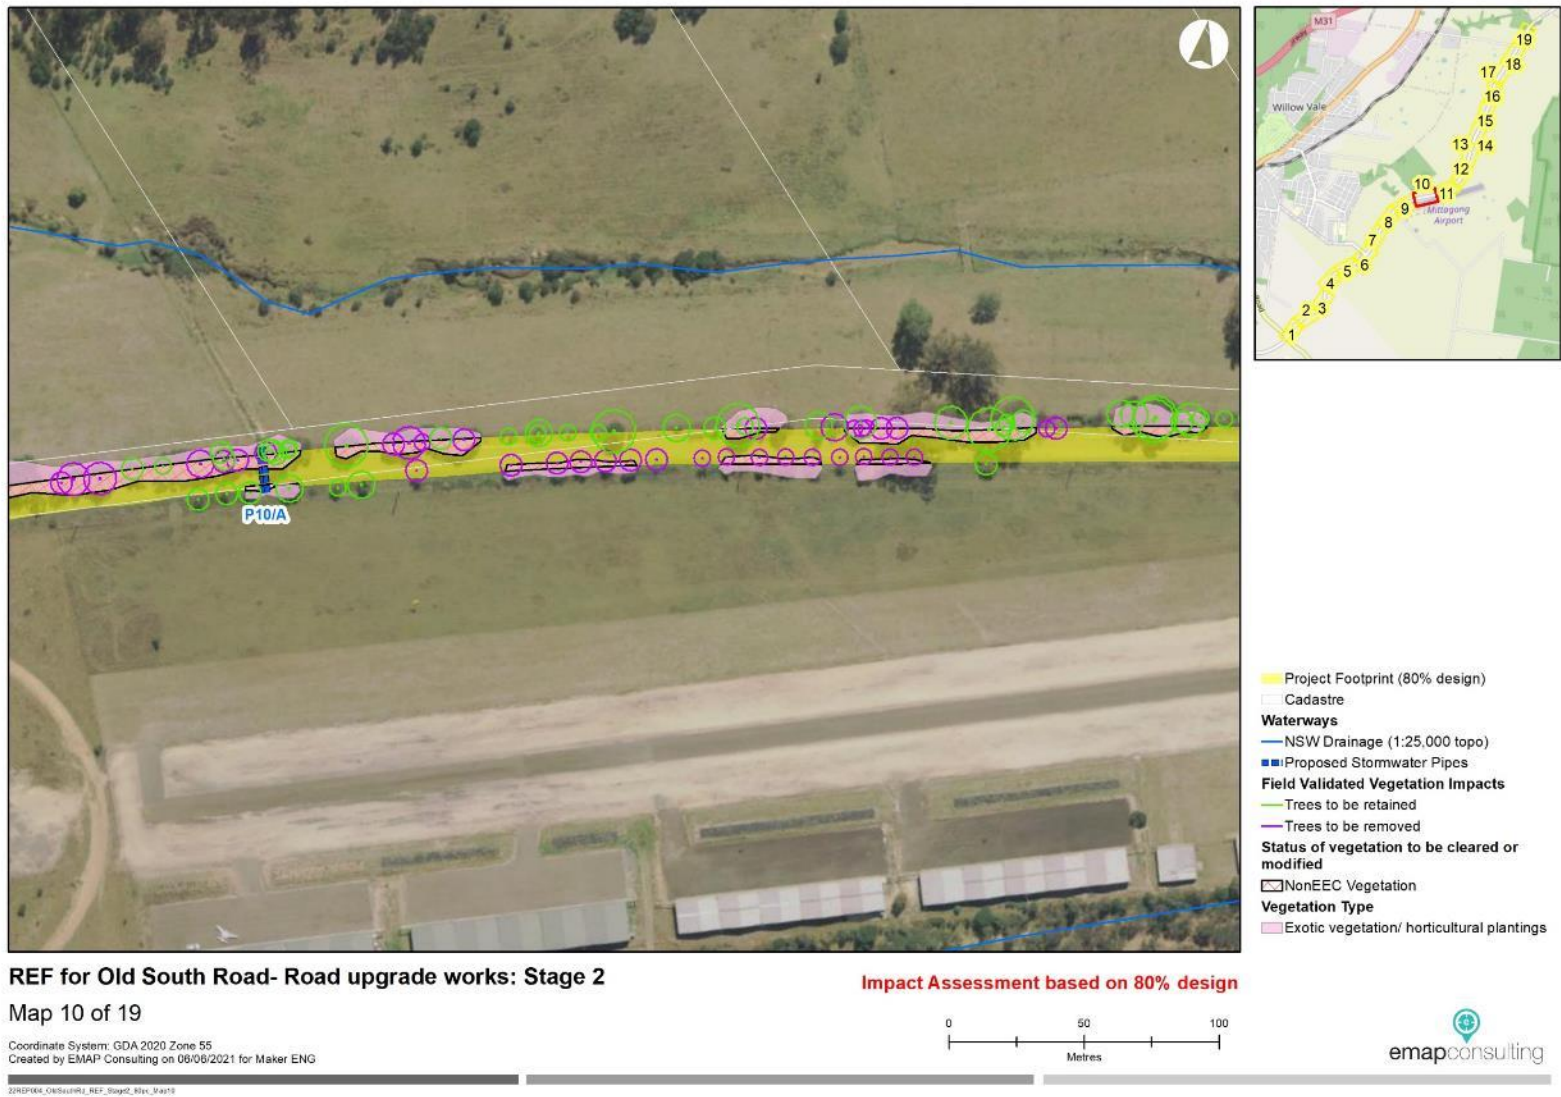 P10/A
M31
Willow Vale
Mittagong
Airport
19
18
17
16
15
14
13
12
11
10
9
8
7
6
5
4
3
2
1
Project Footprint (80% design)
Cadastre
Waterways
NSW Drainage (1:25,000 topo)
Proposed Stormwater Pipes
Field Validated Vegetation Impacts
Trees to be retained
Trees to be removed
Status of vegetation to be cleared or
modified
NonEEC Vegetation
Vegetation Type
Exotic vegetation/ horticultural plantings
REF for Old South Road- Road upgrade works: Stage 2
Impact Assessment based on 80% design
Map 10 of 19
0 50 100
Metres
Coordinate System: GDA 2020 Zone 55
Created by EMAP Consulting on 06/06/2021 for Maker ENG
emapconsulting